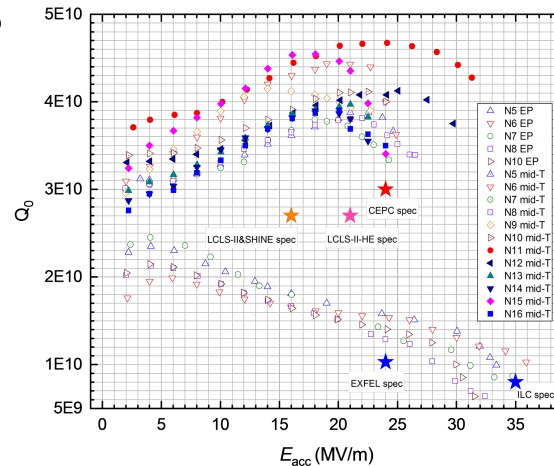 )
5E10
4E10
3E10
2E10
1E10
5E9
Q0
N5 EP
N6 EP
N7 EP
N8 EP
N10 EP
N5 mid-T
N6 mid-T
N7 mid-T
N8 mid-T
N9 mid-T
N10 mid-T
N11 mid-T
N12 mid-T
N13 mid-T
N14 mid-T
N15 mid-T
N16 mid-T
CEPC spec
LCLS-II&SHINE spec
LCLS-II-HE spec
EXFEL spec
ILC spec
0 5 10 15 20 25 30 35
Eacc (MV/m)